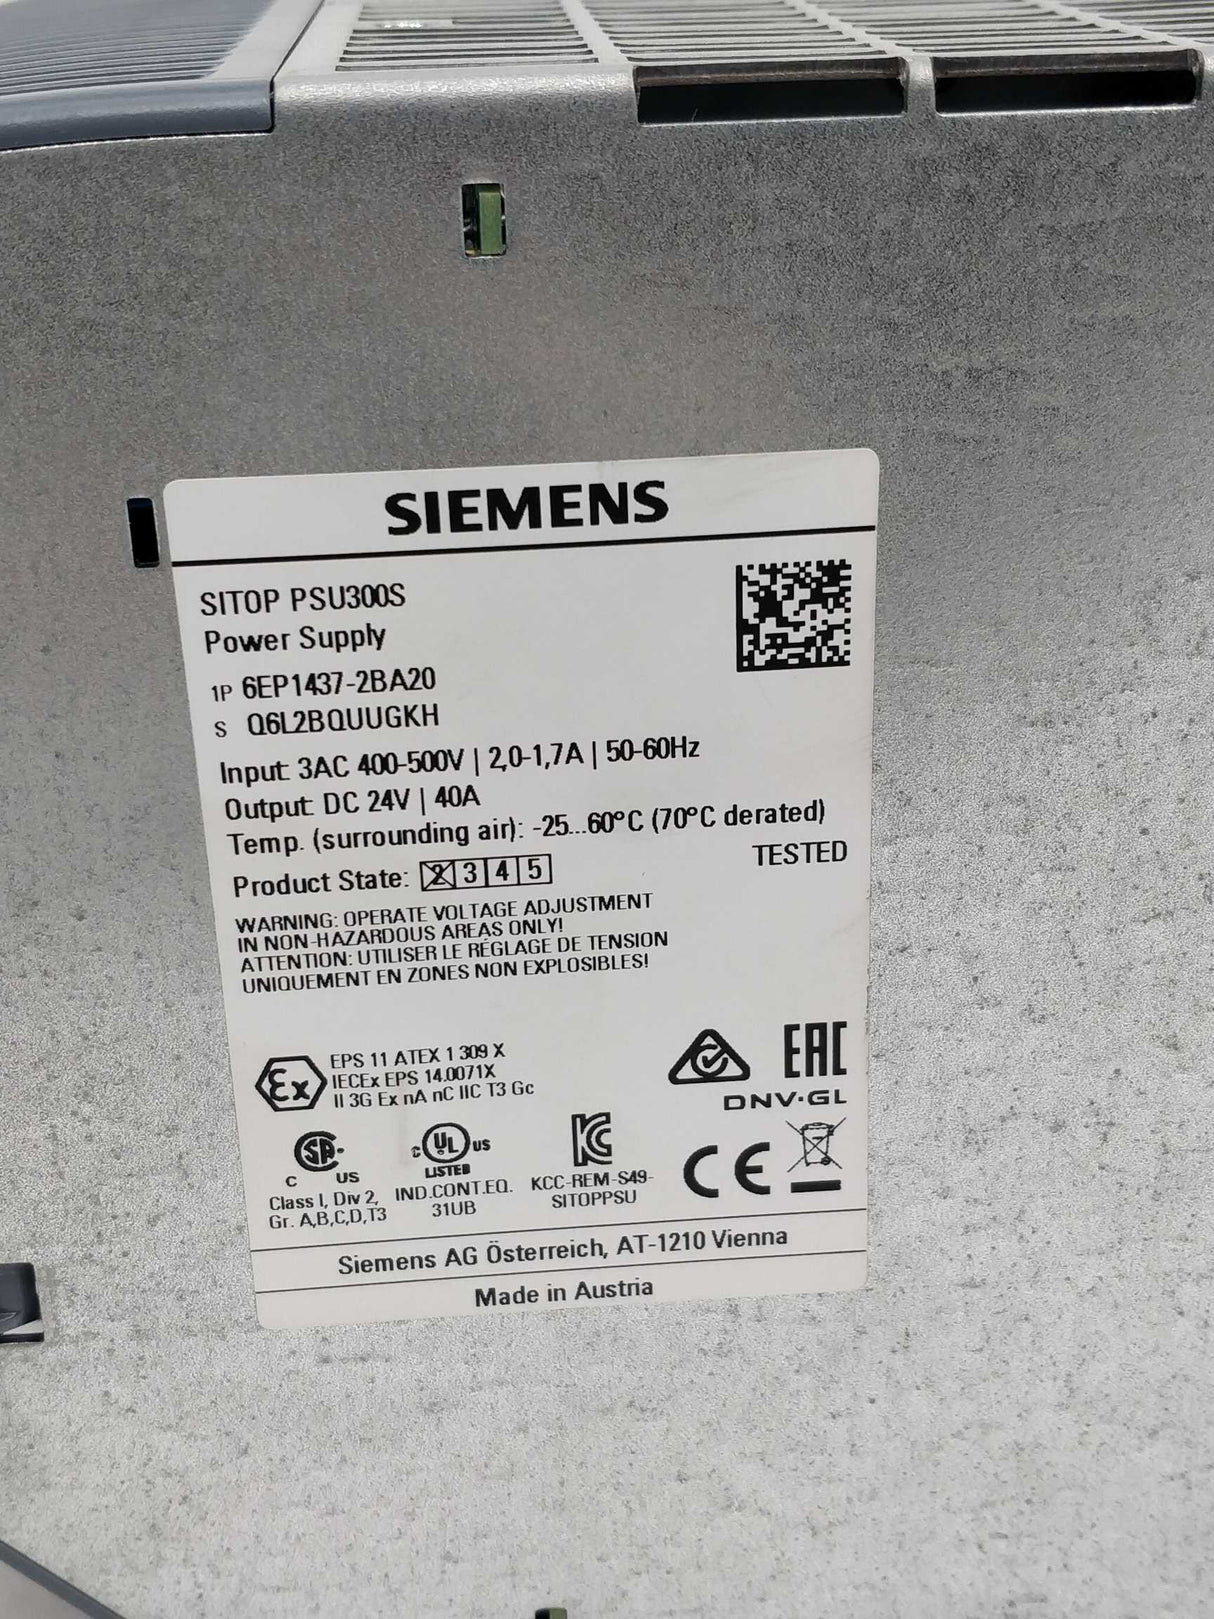 SIEMENS
SITOP PSU300S
Power Supply
1P 6EP1437-2BA20
S Q6L2BQUUGKH
Input: 3AC 400-500V | 2,0-1,7A | 50-60Hz
Output: DC 24V | 40A
Temp. (surrounding air): -25...60°C (70°C derated)
Product State: 2 3 4 5
TESTED
WARNING: OPERATE VOLTAGE ADJUSTMENT
IN NON-HAZARDOUS AREAS ONLY!
ATTENTION: UTILISER LE RÉGLAGE DE TENSION
UNIQUEMENT EN ZONES NON EXPLOSIBLES!
Ex
EPS 11 ATEX 1 309 X
IECEx EPS 14.0071X
II 3G Ex nA nC IIC T3 Gc
EAC
DNV·GL
C SA US
Class I, Div 2,
Gr. A,B,C,D,T3
C UL US
LISTED
IND.CONT.EQ.
31UB
KC
KCC-REM-S49-
SITOPPSU
CE
Siemens AG Österreich, AT-1210 Vienna
Made in Austria